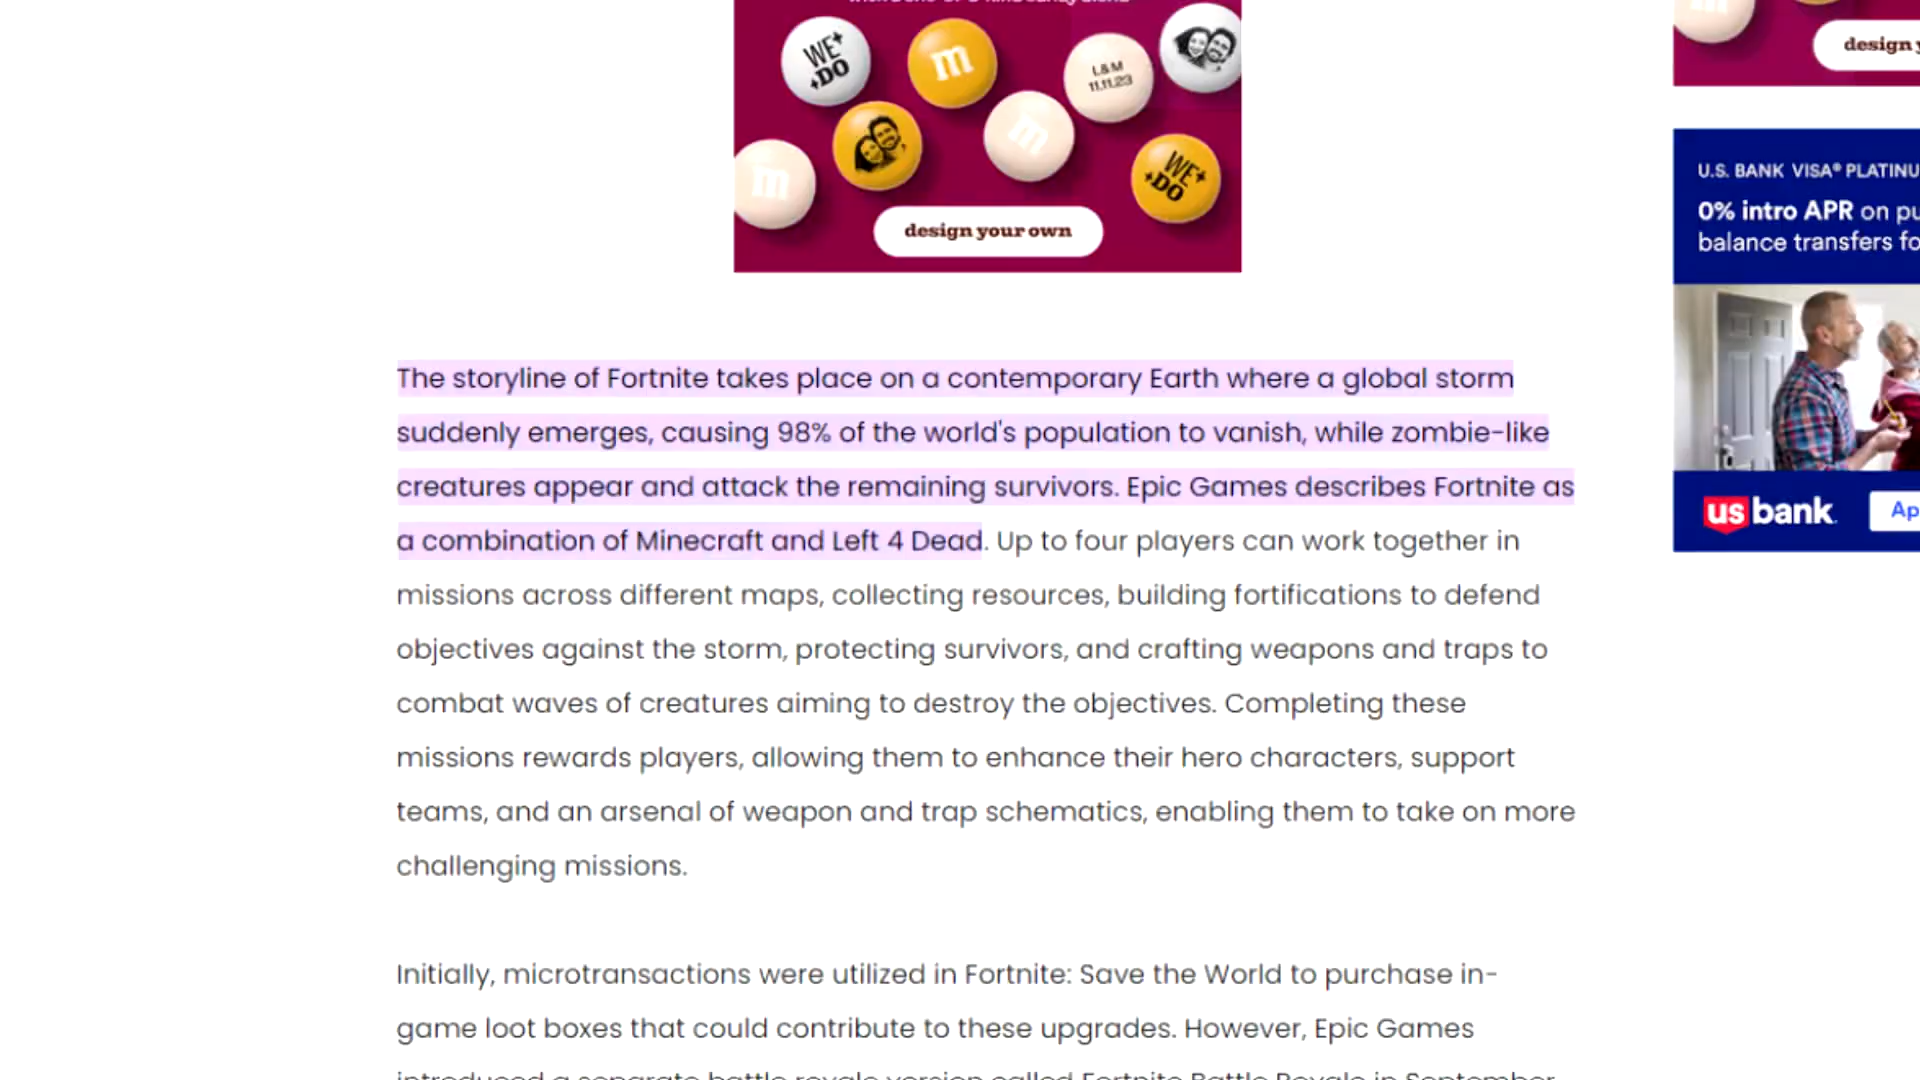 WE
DO
m
L&M
11.11.23
m
m
WE
DO
design your own
design
U.S. BANK VISA® PLATINU
0% intro APR on pu
balance transfers fo
us bank
Ap
The storyline of Fortnite takes place on a contemporary Earth where a global storm
suddenly emerges, causing 98% of the world's population to vanish, while zombie-like
creatures appear and attack the remaining survivors. Epic Games describes Fortnite as
a combination of Minecraft and Left 4 Dead. Up to four players can work together in
missions across different maps, collecting resources, building fortifications to defend
objectives against the storm, protecting survivors, and crafting weapons and traps to
combat waves of creatures aiming to destroy the objectives. Completing these
missions rewards players, allowing them to enhance their hero characters, support
teams, and an arsenal of weapon and trap schematics, enabling them to take on more
challenging missions.
Initially, microtransactions were utilized in Fortnite: Save the World to purchase in-
game loot boxes that could contribute to these upgrades. However, Epic Games
introduced a separate battle royale version called Fortnite Battle Royale in September